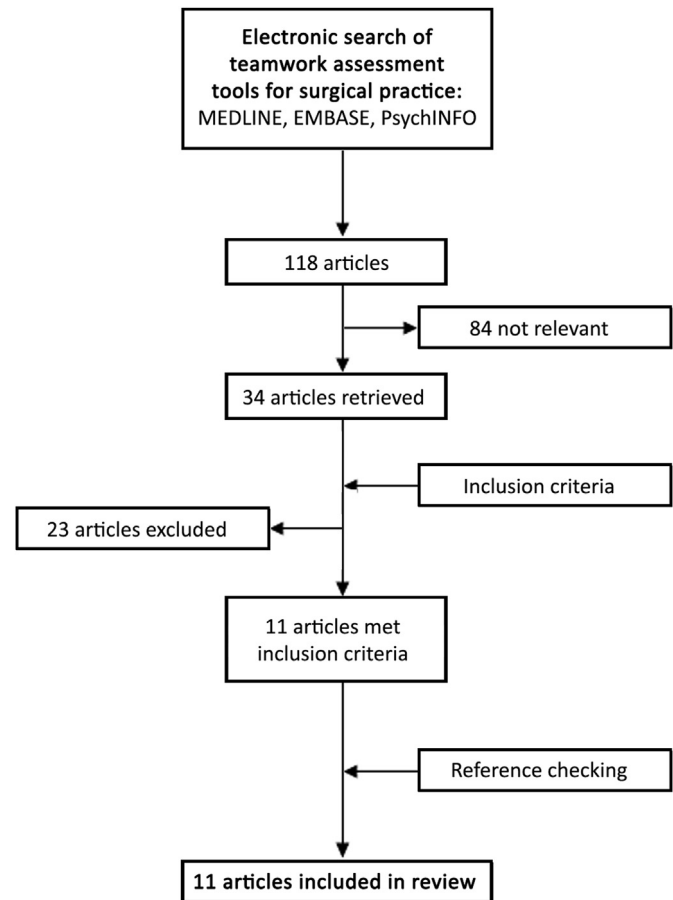 Electronic search of
teamwork assessment
tools for surgical practice:
MEDLINE, EMBASE, PsychINFO
118 articles
84 not relevant
34 articles retrieved
Inclusion criteria
23 articles excluded
11 articles met
inclusion criteria
Reference checking
11 articles included in review